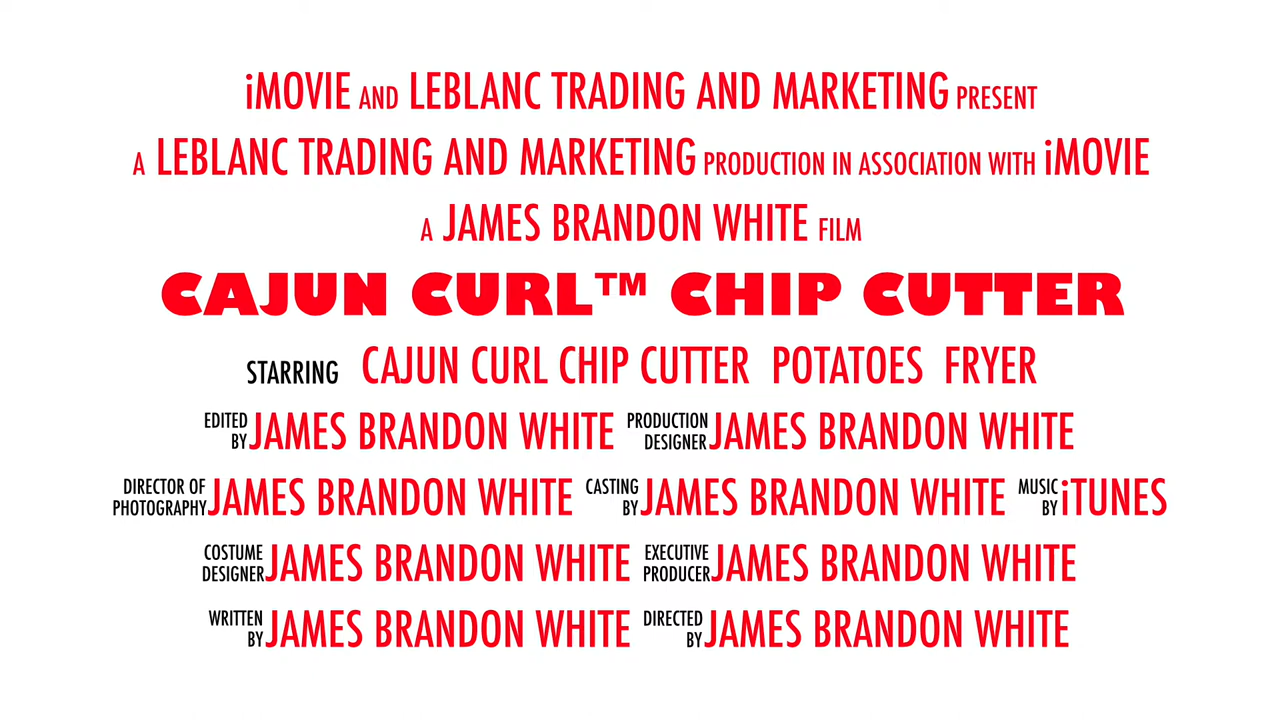 iMOVIE AND LEBLANC TRADING AND MARKETING PRESENT
A LEBLANC TRADING AND MARKETING PRODUCTION IN ASSOCIATION WITH iMOVIE
A JAMES BRANDON WHITE FILM
CAJUN CURL™ CHIP CUTTER
STARRING CAJUN CURL CHIP CUTTER POTATOES FRYER
EDITED BY JAMES BRANDON WHITE PRODUCTION DESIGNER JAMES BRANDON WHITE
DIRECTOR OF PHOTOGRAPHY JAMES BRANDON WHITE CASTING BY JAMES BRANDON WHITE MUSIC BY iTUNES
COSTUME DESIGNER JAMES BRANDON WHITE EXECUTIVE PRODUCER JAMES BRANDON WHITE
WRITTEN BY JAMES BRANDON WHITE DIRECTED BY JAMES BRANDON WHITE